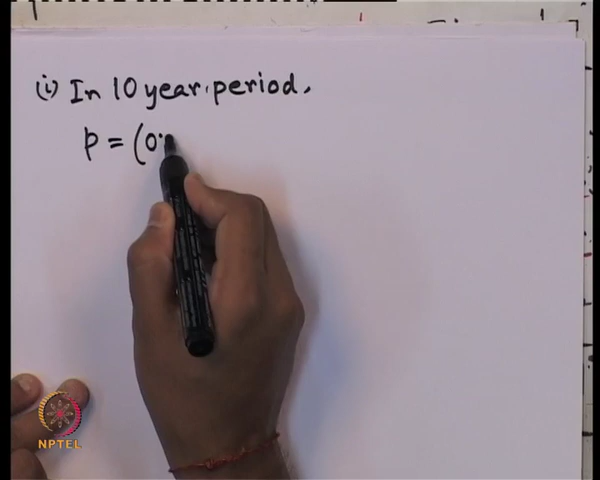 (i) In 10 year period.
p = (0.
NPTEL